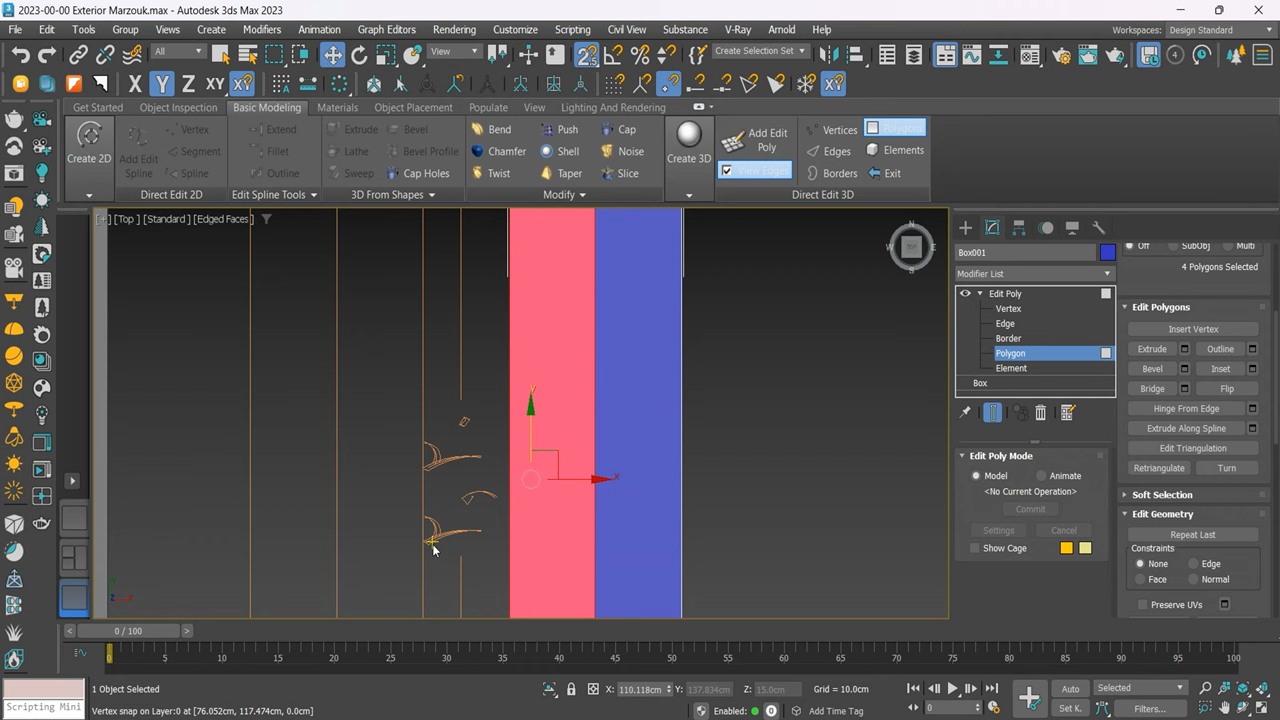 2023-00-00 Exterior Marzouk.max - Autodesk 3ds Max 2023
File Edit Tools Group Views Create Modifiers Animation Graph Editors Rendering Customize Scripting Civil View Substance V-Ray Arnold Help Workspaces: Design Standard
All View Create Selection Set
X Y Z XY XY
Get Started Object Inspection Basic Modeling Materials Object Placement Populate View Lighting And Rendering
Create 2D Add Edit Spline Vertex Segment Spline Extend Fillet Outline Extrude Lathe Sweep Bevel Bevel Profile Cap Holes Bend Chamfer Twist Push Shell Taper Cap Noise Slice Create 3D Add Edit Poly View Edges Vertices Edges Borders Polygons Elements Exit
Direct Edit 2D Edit Spline Tools 3D From Shapes Modify Direct Edit 3D
[+] [Top ] [Standard ] [Edged Faces ]
N
W TOP E
S
y
x
y
z x
Box001
Modifier List
Edit Poly
Vertex
Edge
Border
Polygon
Element
Box
Edit Poly Mode
Model Animate
<No Current Operation>
Commit
Settings Cancel
Show Cage
Off SubObj Multi
4 Polygons Selected
Edit Polygons
Insert Vertex
Extrude Outline
Bevel Inset
Bridge Flip
Hinge From Edge
Extrude Along Spline
Edit Triangulation
Retriangulate Turn
Soft Selection
Edit Geometry
Repeat Last
Constraints
None Edge
Face Normal
Preserve UVs
< 0 / 100 >
0 5 10 15 20 25 30 35 40 45 50 55 60 65 70 75 80 85 90 95 100
1 Object Selected X: 110.118cm Y: 137.834cm Z: 15.0cm Grid = 10.0cm Auto Selected
Scripting Mini Vertex snap on Layer:0 at [76.052cm, 117.474cm, 0.0cm] Enabled: 0 Add Time Tag 0 Set K. Filters...